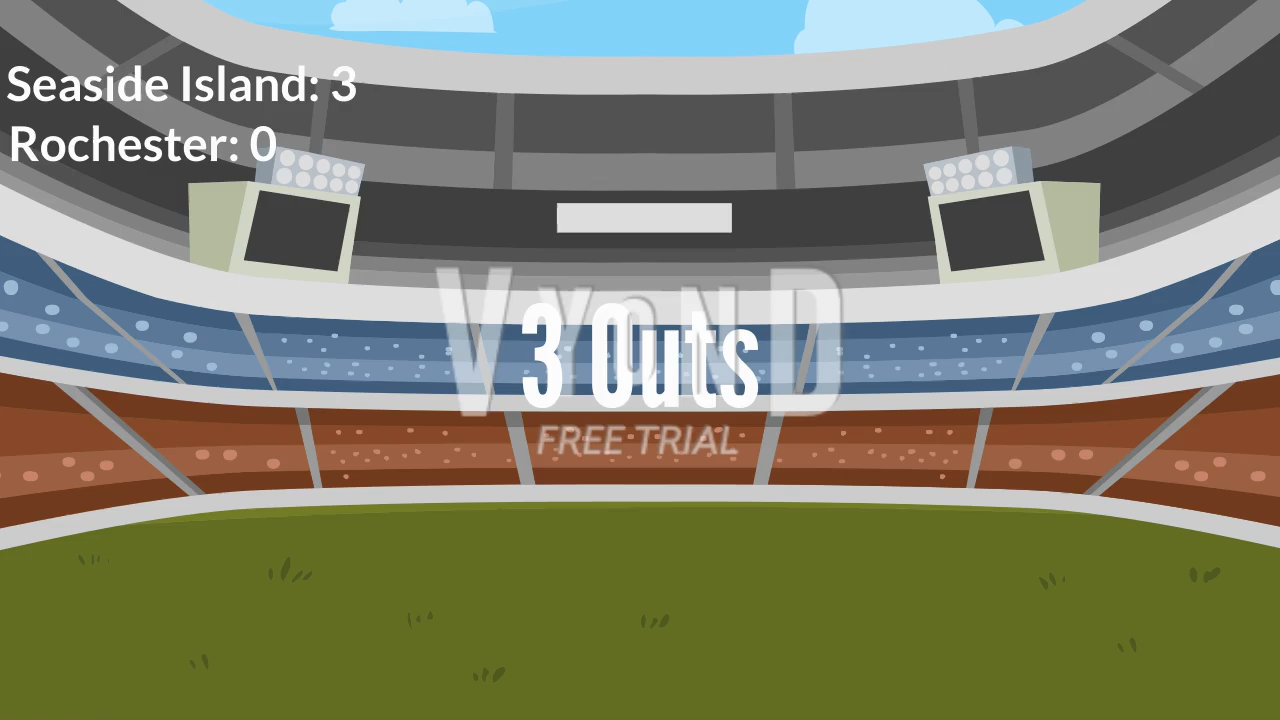 Seaside Island: 3
Rochester: 0
VYOND
3 Outs
FREE TRIAL